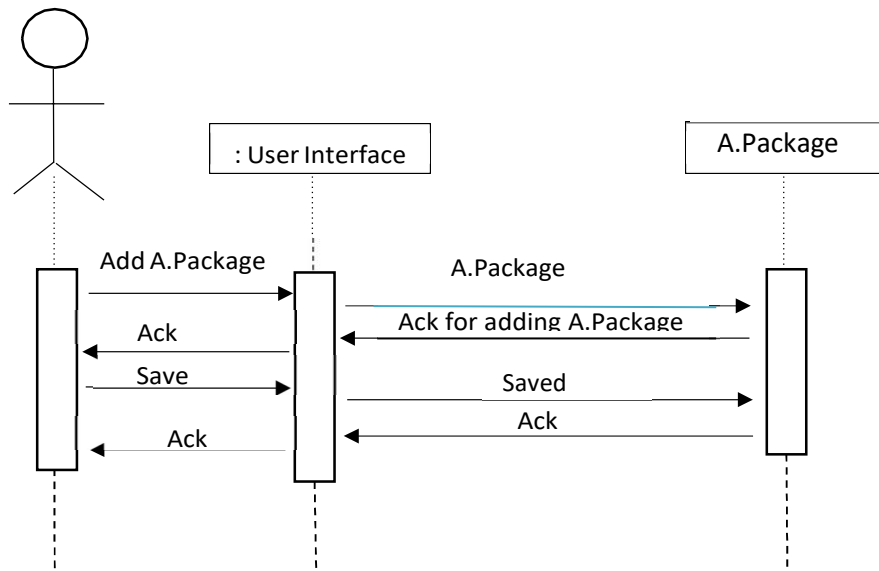 : User Interface
A.Package
Add A.Package
A.Package
Ack for adding A.Package
Ack
Save
Saved
Ack
Ack